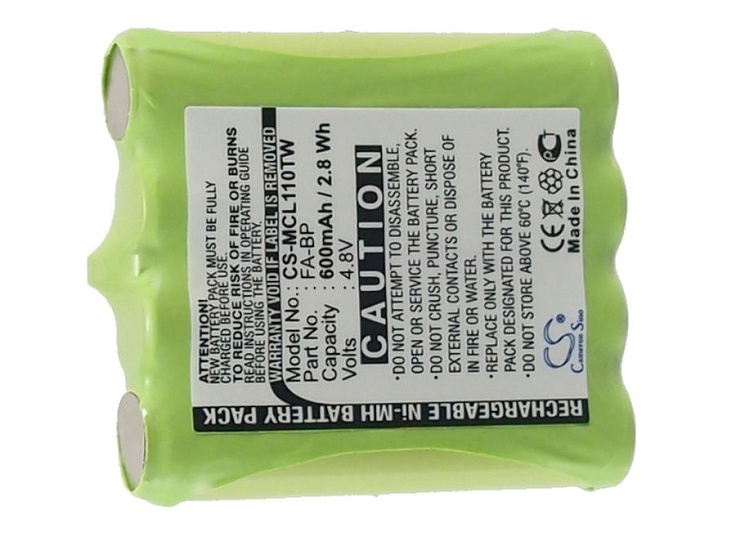 ATTENTION!
NEW BATTERY PACK MUST BE FULLY
CHARGED BEFORE USE.
TO REDUCE RISK OF FIRE OR BURNS
READ INSTRUCTIONS IN OPERATING GUIDE
OF THE BATTERY.
WARRANTY VOID IF LABEL IS REMOVED
Model No.: CS-MCL110TW
Part No. : FA-BP
Capacity : 600mAh / 2.8 Wh
Volts : 4.8V
CAUTION
· DO NOT ATTEMPT TO DISASSEMBLE,
OPEN OR SERVICE THE BATTERY PACK.
· DO NOT CRUSH, PUNCTURE, SHORT
EXTERNAL CONTACTS OR DISPOSE OF
IN FIRE OR WATER.
· REPLACE ONLY WITH THE BATTERY
PACK DESIGNATED FOR THIS PRODUCT.
· DO NOT STORE ABOVE 60°C (140°F).
CS®
Cameron Sino
CE
Made in China
RECHARGEABLE Ni-MH BATTERY PACK